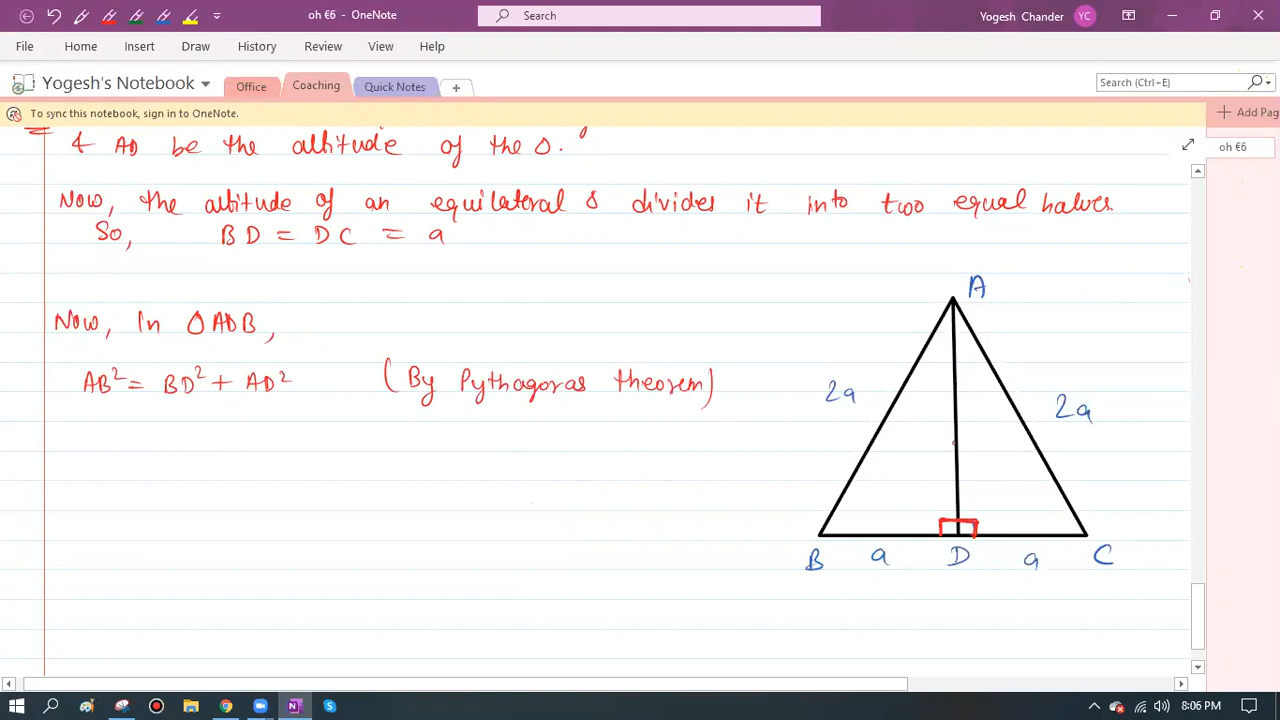 oh €6 - OneNote
Search
Yogesh Chander
YC
File Home Insert Draw History Review View Help
Yogesh's Notebook
Office Coaching Quick Notes
Search (Ctrl+E)
To sync this notebook, sign in to OneNote.
Add Pag
oh €6
& AD be the altitude of the Δ.
Now, the altitude of an equilateral Δ divides it into two equal halves.
So, BD = DC = a
A
Now, In ΔADB,
AB² = BD² + AD² (By Pythagoras theorem)
2a
2a
B a D a C
8:06 PM